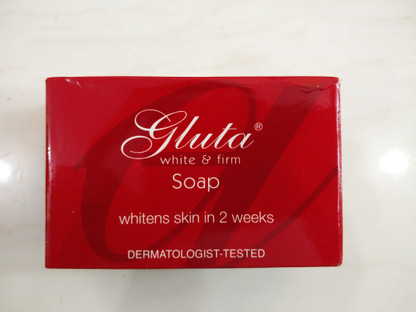 Gluta®
white & firm
Soap
whitens skin in 2 weeks
DERMATOLOGIST-TESTED